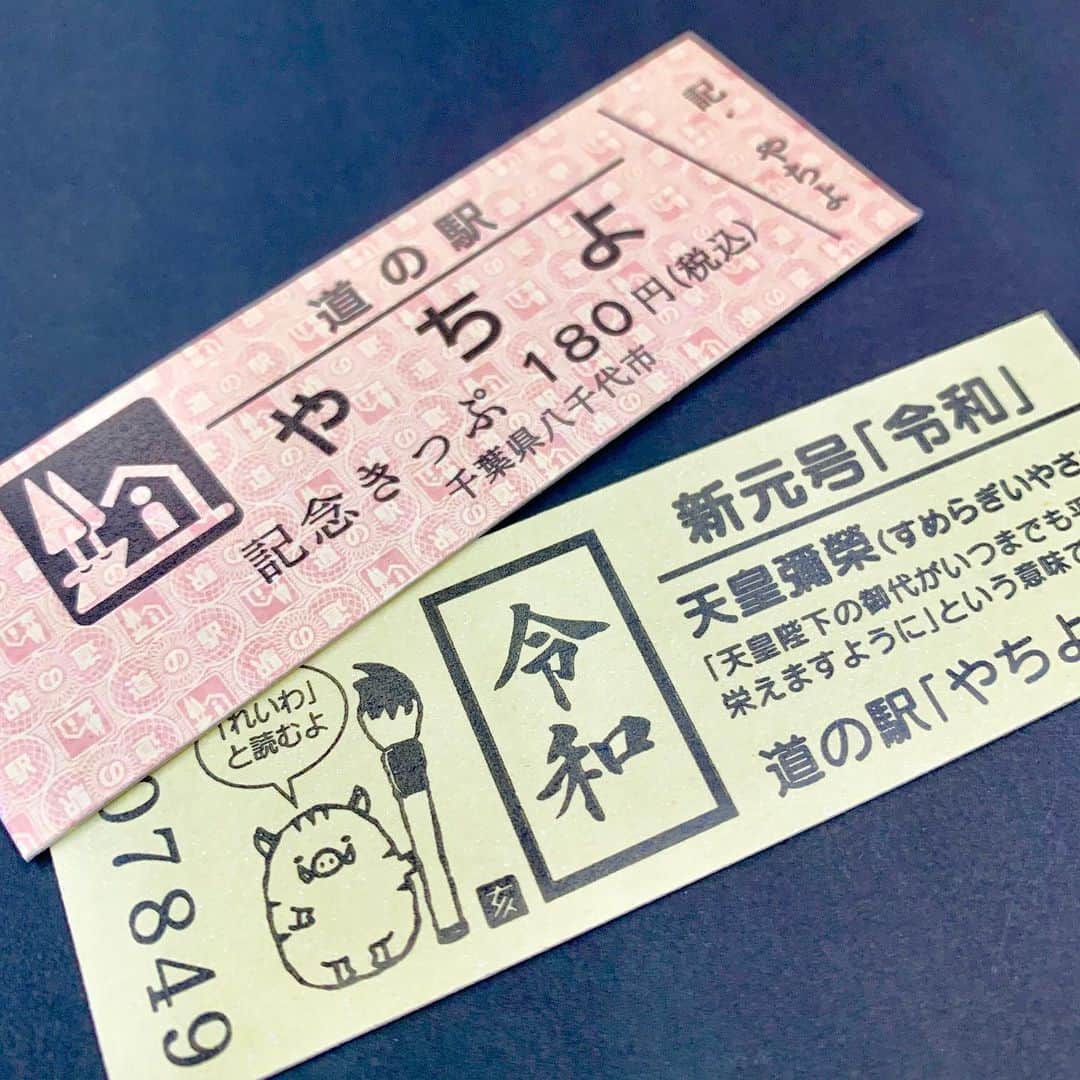 道の駅
やちよ
記念きっぷ 180円(税込)
千葉県八千代市
記・やちよ
新元号「令和」
天皇彌榮(すめらぎいやさ
「天皇陛下の御代がいつまでも平
栄えますように」という意味で
道の駅「やちよ
令和
亥
「れいわ」
と読むよ
07849